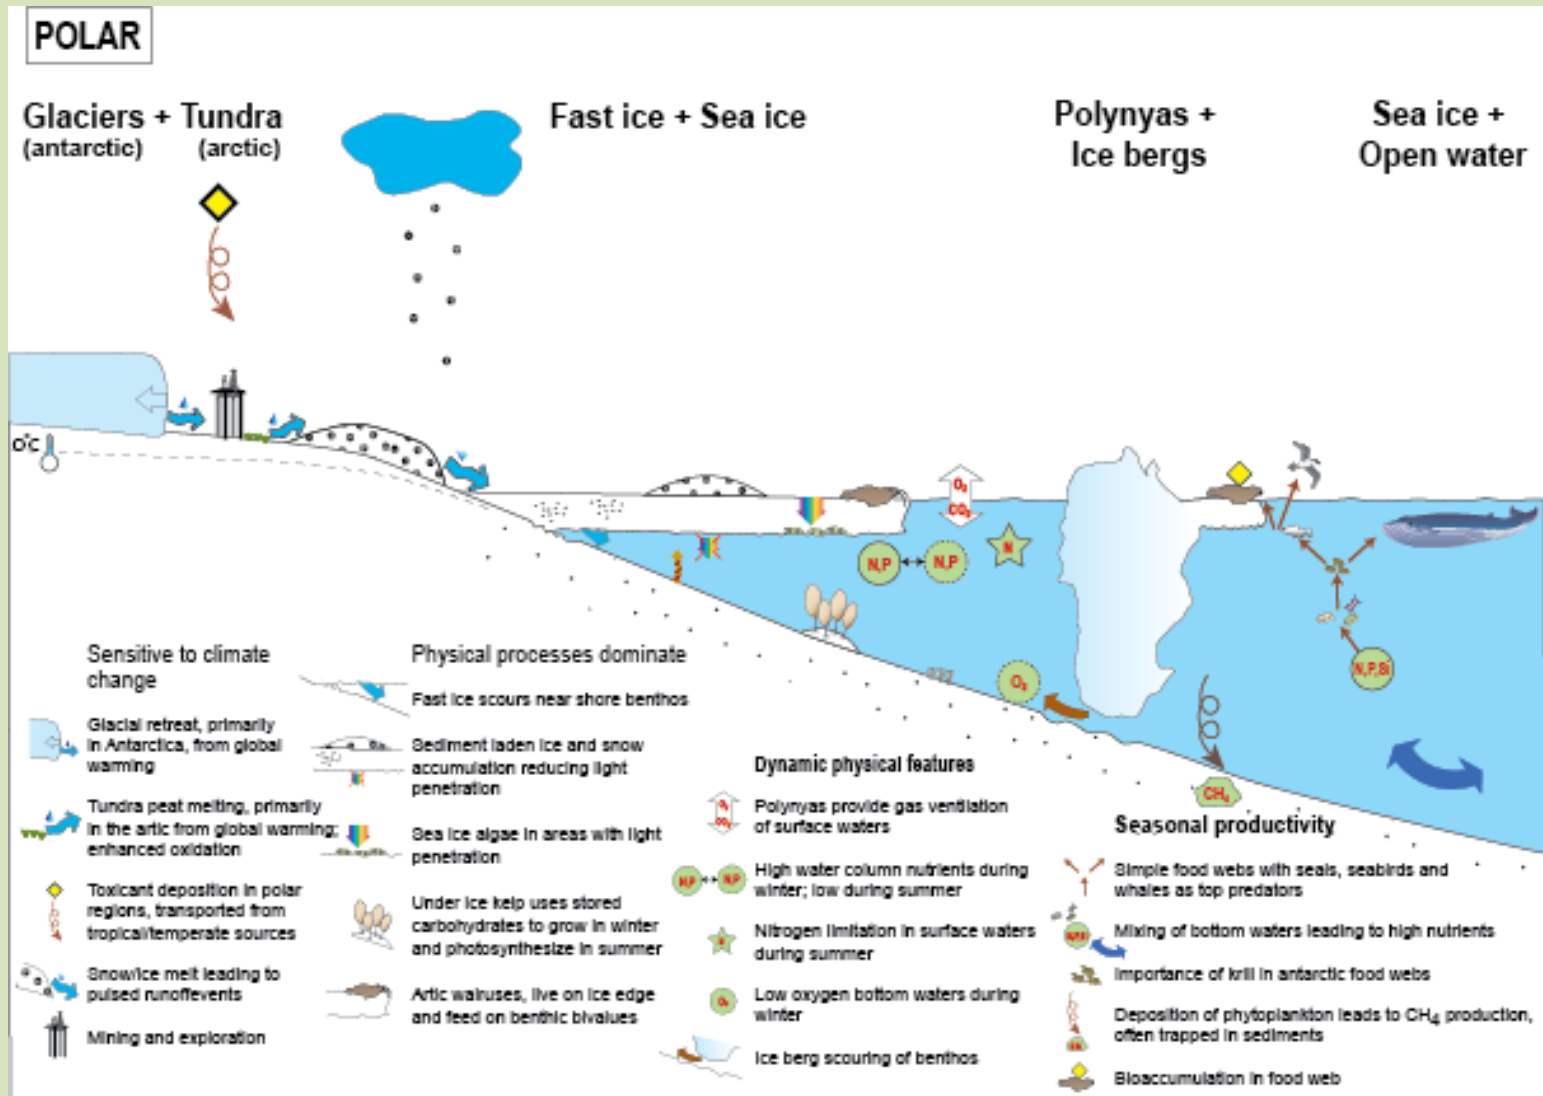 POLAR
Glaciers + Tundra
(antarctic) (arctic)
Fast ice + Sea ice
Polynyas +
Ice bergs
Sea ice +
Open water
0°C
O₂
CO₂
N,P
N,P
N
N,P,Si
O₂
CH₄
Sensitive to climate
change
Glacial retreat, primarily
in Antarctica, from global
warming
Tundra peat melting, primarily
in the artic from global warming;
enhanced oxidation
Toxicant deposition in polar
regions, transported from
tropical/temperate sources
Snow/ice melt leading to
pulsed runoffevents
Mining and exploration
Physical processes dominate
Fast ice scours near shore benthos
Sediment laden ice and snow
accumulation reducing light
penetration
Sea ice algae in areas with light
penetration
Under ice kelp uses stored
carbohydrates to grow in winter
and photosynthesize in summer
Artic walruses, live on ice edge
and feed on benthic bivalues
Dynamic physical features
O₂
CO₂
Polynyas provide gas ventilation
of surface waters
N,P
N,P
High water column nutrients during
winter; low during summer
N
Nitrogen limitation in surface waters
during summer
O₂
Low oxygen bottom waters during
winter
Ice berg scouring of benthos
Seasonal productivity
Simple food webs with seals, seabirds and
whales as top predators
N,P,Si
Mixing of bottom waters leading to high nutrients
Importance of krill in antarctic food webs
Deposition of phytoplankton leads to CH₄ production,
often trapped in sediments
Bioaccumulation in food web